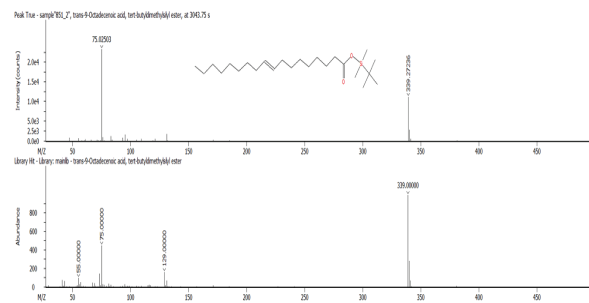 Peak True - sample"851_2", trans-9-Octadecenoic acid, tert-butyldimethylsilyl ester, at 3043.75 s
75.02503
339.27236
Intensity (counts)
2.0e4
1.5e4
1.0e4
5.0e3
2.5e3
0.0e0
O
O
M/Z 50 100 150 200 250 300 350 400 450
Library Hit - Library: mainlib - trans-9-Octadecenoic acid, tert-butyldimethylsilyl ester
339.00000
Abundance
800
600
400
200
0
55.00000
75.00000
129.00000
M/Z 50 100 150 200 250 300 350 400 450